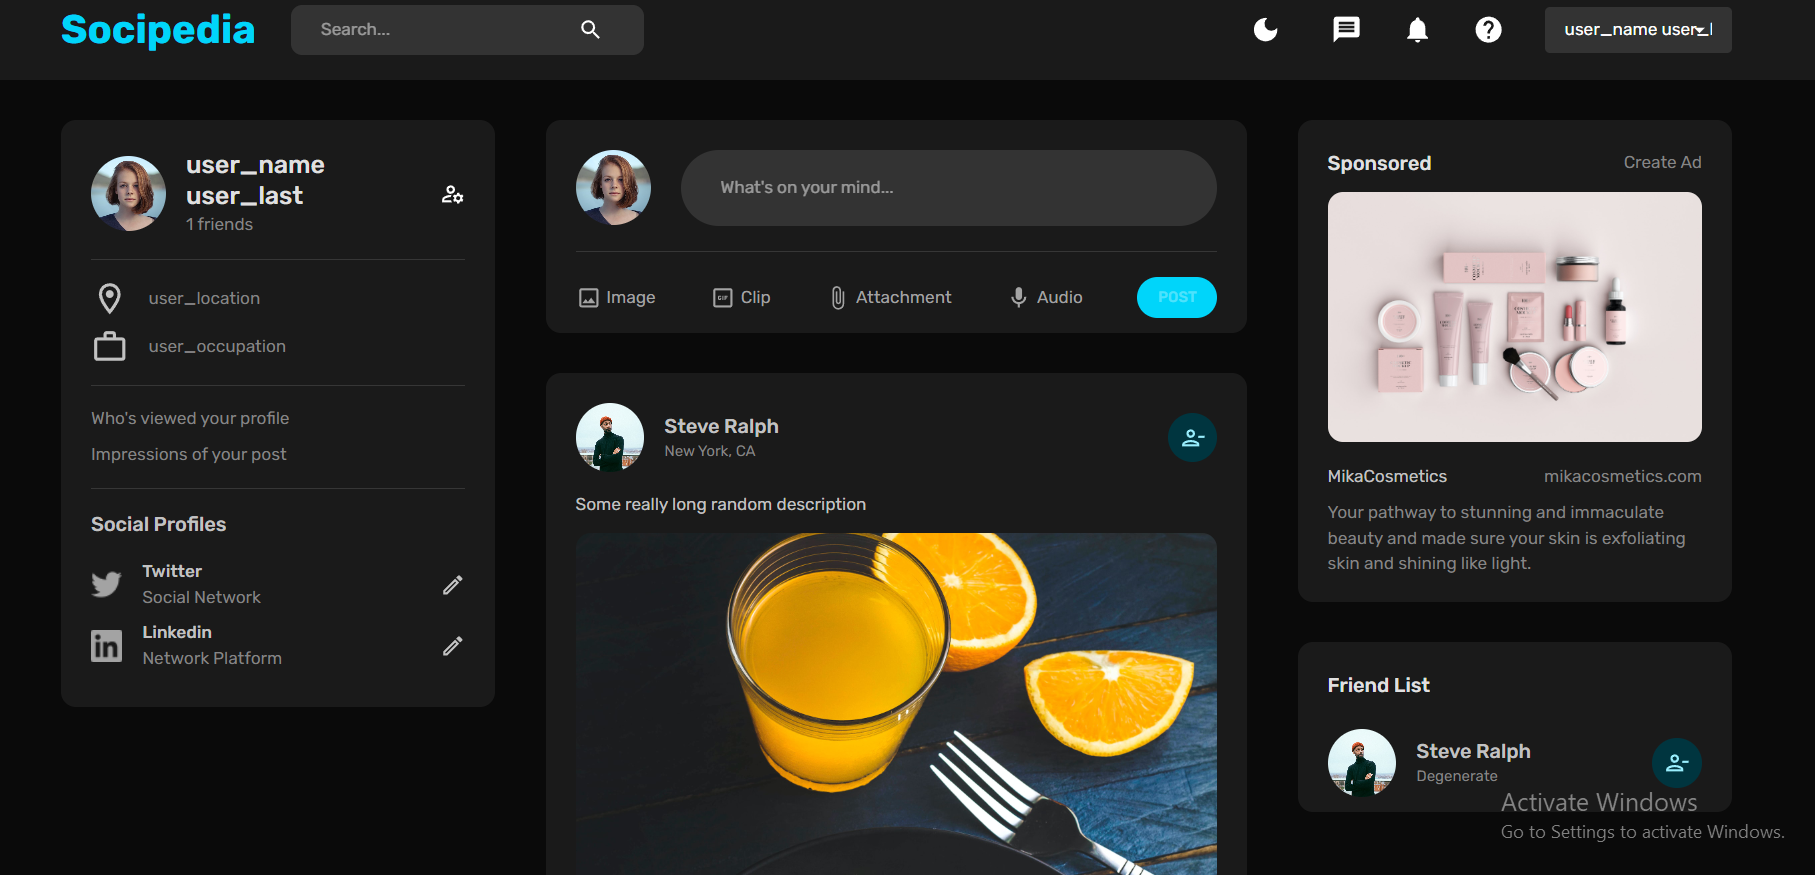 Socipedia
Search...
user_name user_l
user_name
user_last
1 friends
user_location
user_occupation
Who's viewed your profile
Impressions of your post
Social Profiles
Twitter
Social Network
Linkedin
Network Platform
What's on your mind...
Image
GIF
Clip
Attachment
Audio
POST
Steve Ralph
New York, CA
Some really long random description
Sponsored
Create Ad
MikaCosmetics
mikacosmetics.com
Your pathway to stunning and immaculate
beauty and made sure your skin is exfoliating
skin and shining like light.
Friend List
Steve Ralph
Degenerate
Activate Windows
Go to Settings to activate Windows.